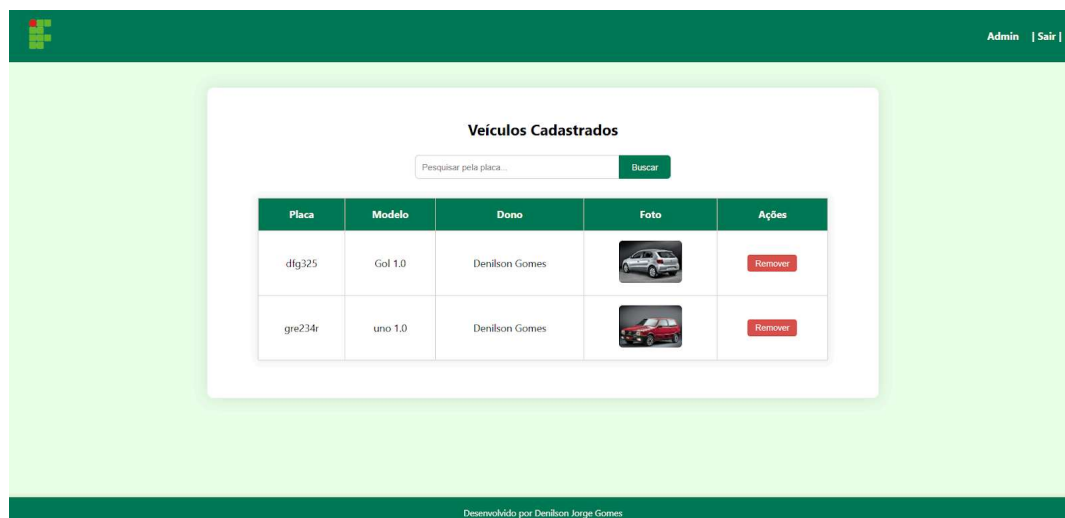 Admin | Sair |
Veículos Cadastrados
Pesquisar pela placa... Buscar
Placa Modelo Dono Foto Ações
dfg325 Gol 1.0 Denilson Gomes Remover
gre234r uno 1.0 Denilson Gomes Remover
Desenvolvido por Denilson Jorge Gomes